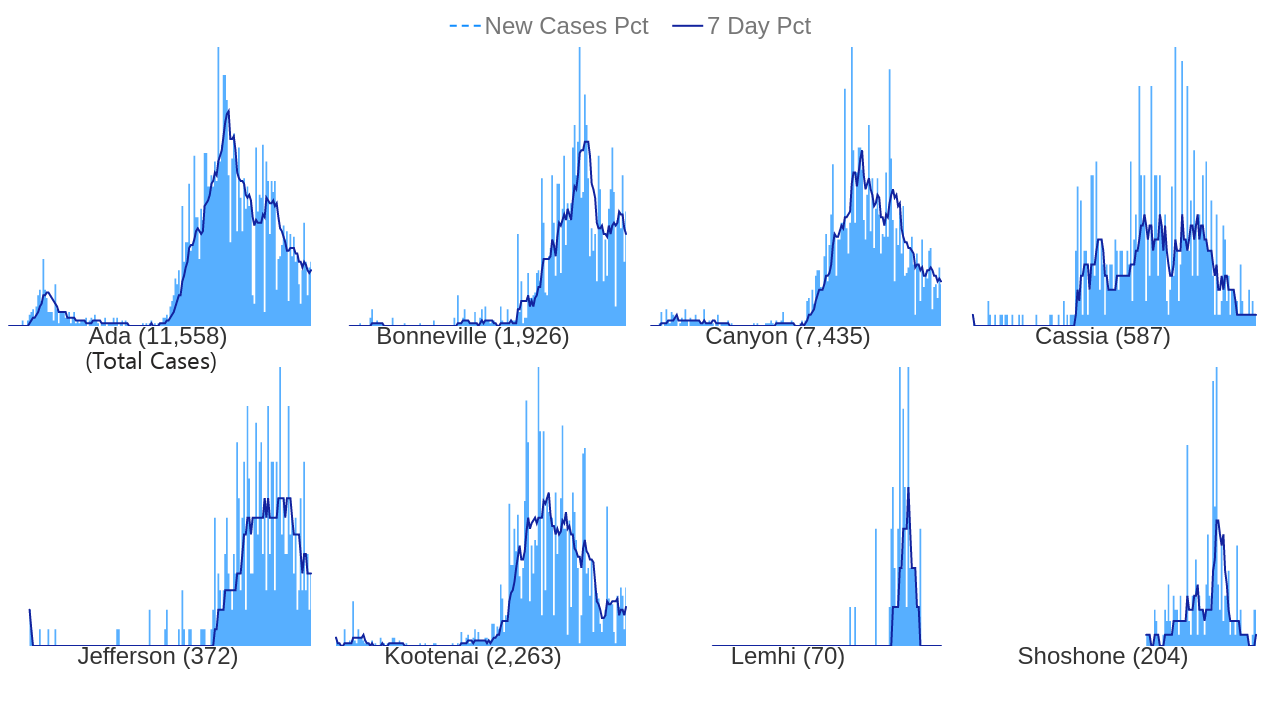 New Cases Pct 7 Day Pct
Ada (11,558) Bonneville (1,926) Canyon (7,435) Cassia (587)
(Total Cases)
Jefferson (372) Kootenai (2,263) Lemhi (70) Shoshone (204)